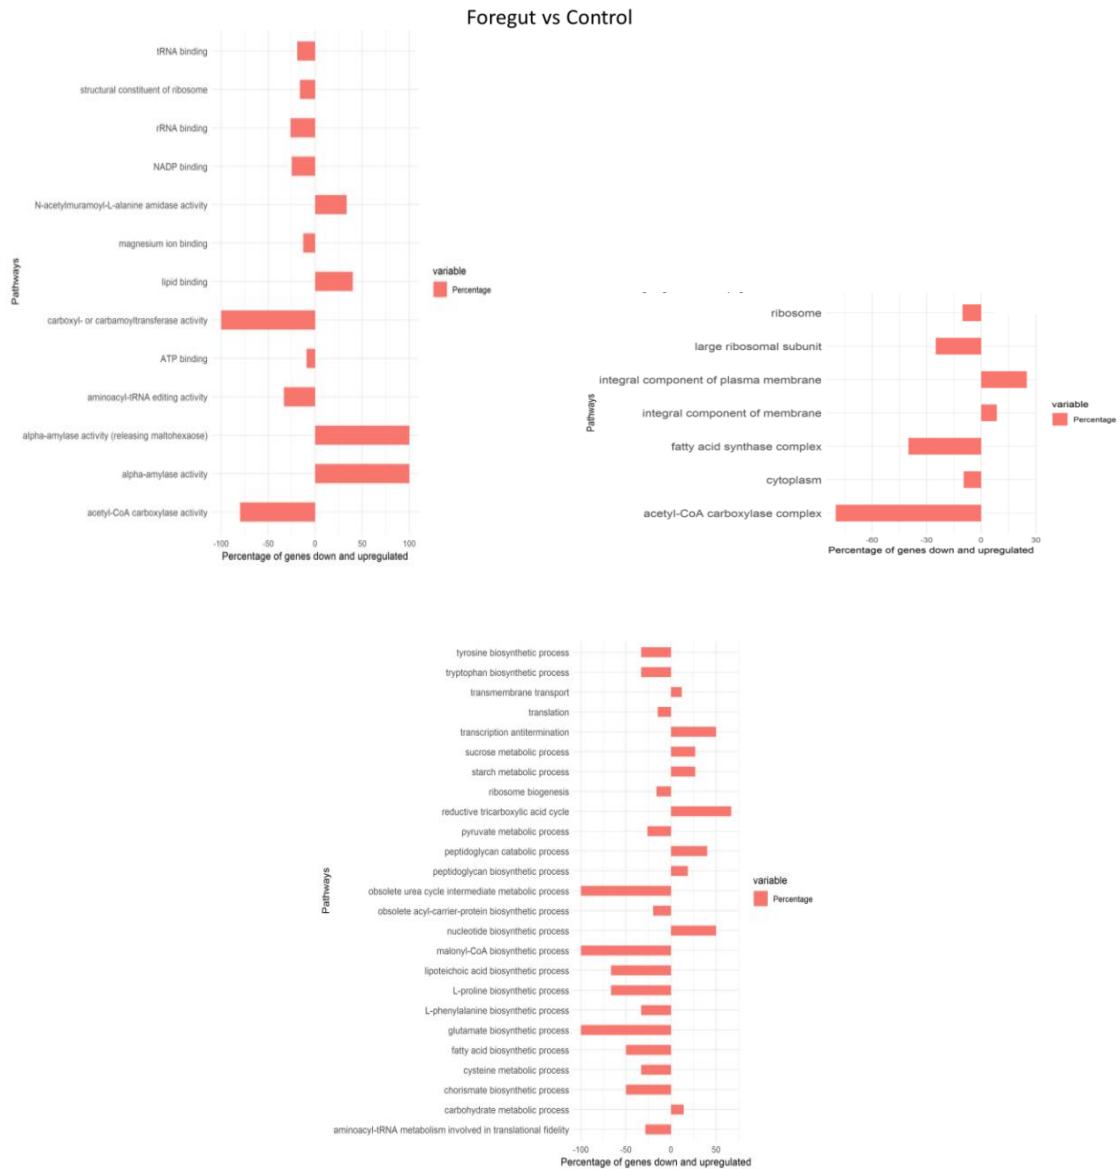 Foregut vs Control
tRNA binding
structural constituent of ribosome
rRNA binding
NADP binding
N-acetylmuramoyl-L-alanine amidase activity
magnesium ion binding
lipid binding
carboxyl- or carbamoyltransferase activity
ATP binding
aminoacyl-tRNA editing activity
alpha-amylase activity (releasing maltohexaose)
alpha-amylase activity
acetyl-CoA carboxylase activity
Pathways
-100 -50 0 50 100
Percentage of genes down and upregulated
variable
Percentage
ribosome
large ribosomal subunit
integral component of plasma membrane
integral component of membrane
fatty acid synthase complex
cytoplasm
acetyl-CoA carboxylase complex
Pathways
-60 -30 0 30
Percentage of genes down and upregulated
variable
Percentage
tyrosine biosynthetic process
tryptophan biosynthetic process
transmembrane transport
translation
transcription antitermination
sucrose metabolic process
starch metabolic process
ribosome biogenesis
reductive tricarboxylic acid cycle
pyruvate metabolic process
peptidoglycan catabolic process
peptidoglycan biosynthetic process
obsolete urea cycle intermediate metabolic process
obsolete acyl-carrier-protein biosynthetic process
nucleotide biosynthetic process
malonyl-CoA biosynthetic process
lipoteichoic acid biosynthetic process
L-proline biosynthetic process
L-phenylalanine biosynthetic process
glutamate biosynthetic process
fatty acid biosynthetic process
cysteine metabolic process
chorismate biosynthetic process
carbohydrate metabolic process
aminoacyl-tRNA metabolism involved in translational fidelity
Pathways
-100 -50 0 50
Percentage of genes down and upregulated
variable
Percentage